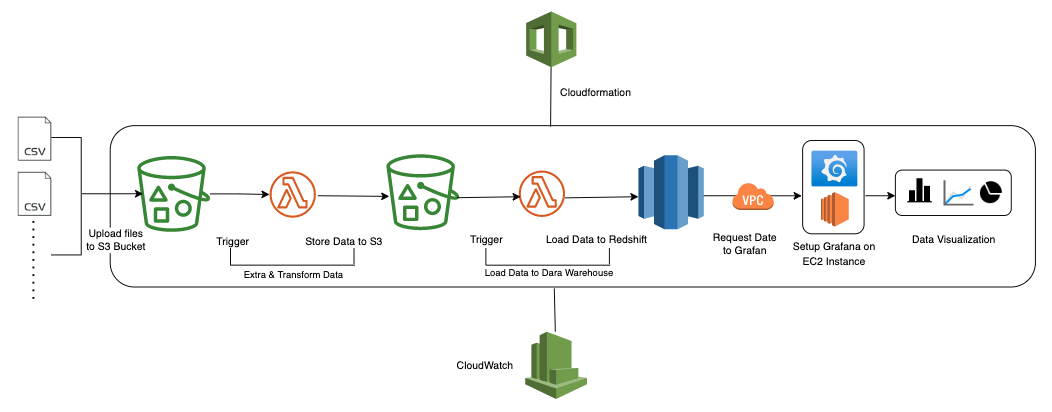 Cloudformation
CSV
CSV
Upload files
to S3 Bucket
Trigger
Store Data to S3
Extra & Transform Data
Trigger
Load Data to Redshift
Load Data to Dara Warehouse
VPC
Request Date
to Grafan
Setup Grafana on
EC2 Instance
Data Visualization
CloudWatch